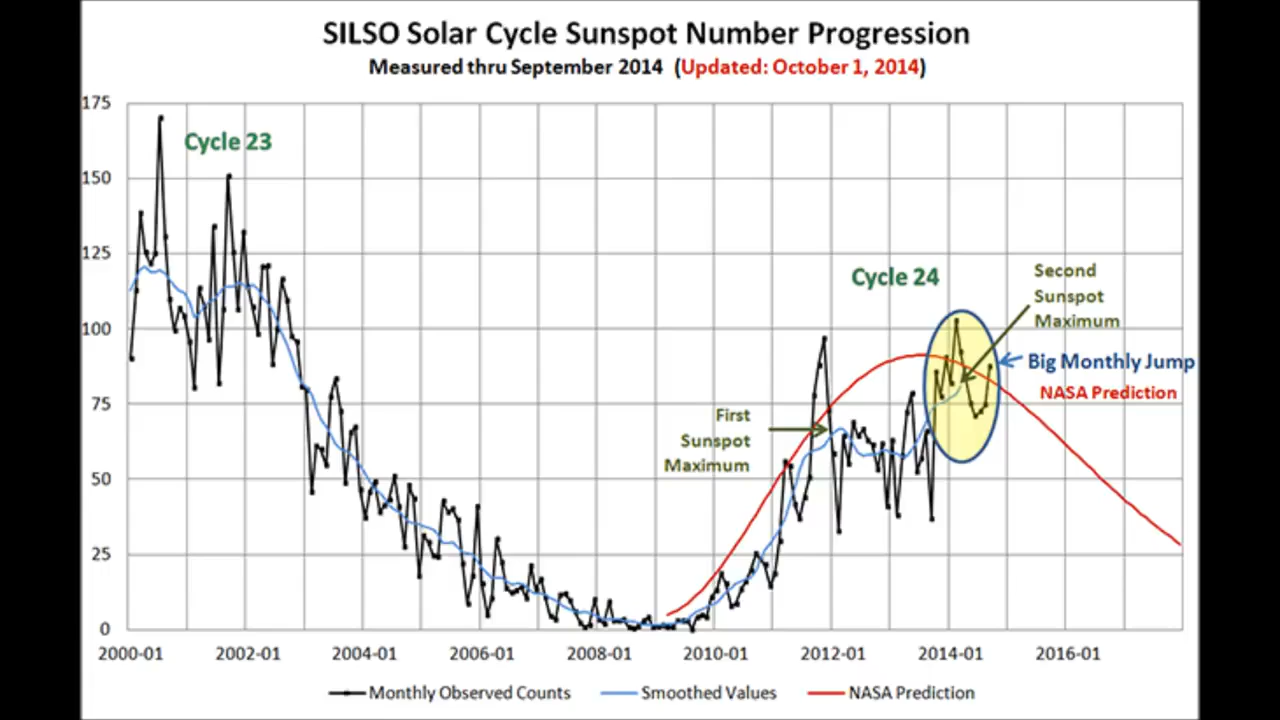 SILSO Solar Cycle Sunspot Number Progression
Measured thru September 2014 (Updated: October 1, 2014)
175
Cycle 23
150
125
Cycle 24
Second
Sunspot
Maximum
100
Big Monthly Jump
NASA Prediction
75
First
Sunspot
Maximum
50
25
0
2000-01 2002-01 2004-01 2006-01 2008-01 2010-01 2012-01 2014-01 2016-01
Monthly Observed Counts Smoothed Values NASA Prediction